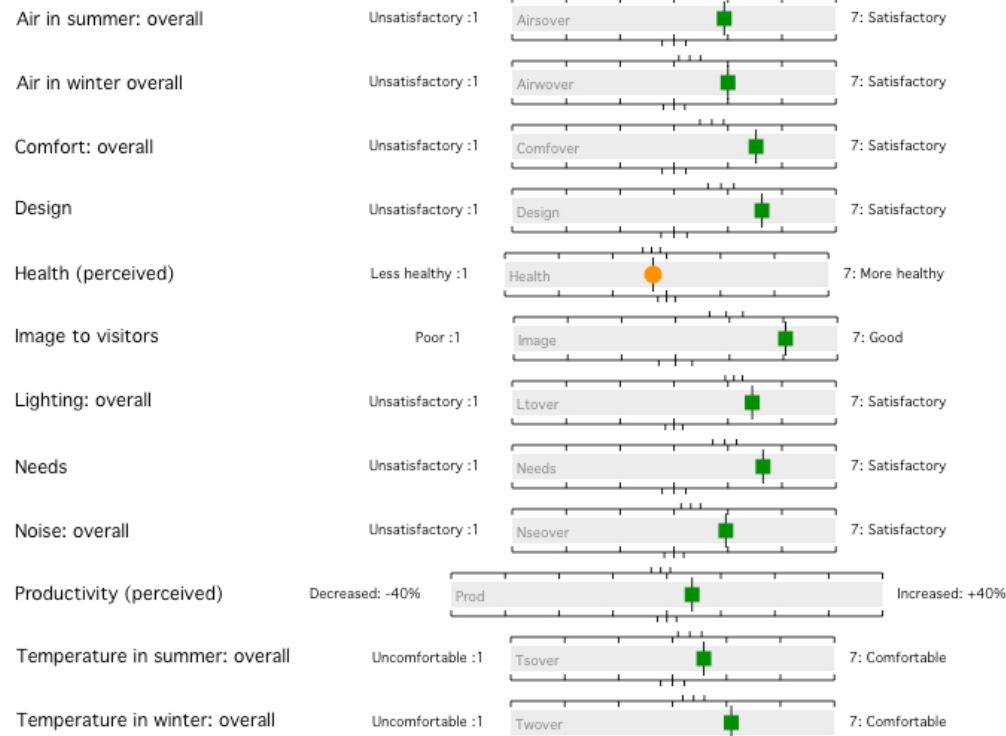 Air in summer: overall Unsatisfactory :1 Airsover 7: Satisfactory
Air in winter overall Unsatisfactory :1 Airwover 7: Satisfactory
Comfort: overall Unsatisfactory :1 Comfover 7: Satisfactory
Design Unsatisfactory :1 Design 7: Satisfactory
Health (perceived) Less healthy :1 Health 7: More healthy
Image to visitors Poor :1 Image 7: Good
Lighting: overall Unsatisfactory :1 Ltover 7: Satisfactory
Needs Unsatisfactory :1 Needs 7: Satisfactory
Noise: overall Unsatisfactory :1 Nseover 7: Satisfactory
Productivity (perceived) Decreased: -40% Prod Increased: +40%
Temperature in summer: overall Uncomfortable :1 Tsover 7: Comfortable
Temperature in winter: overall Uncomfortable :1 Twover 7: Comfortable